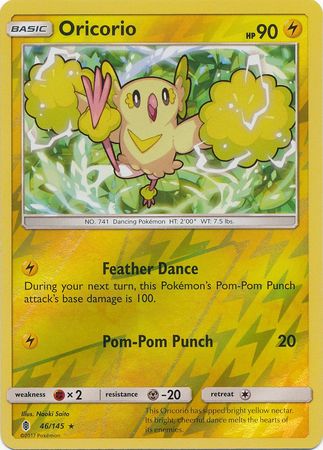 BASIC
Oricorio HP 90
NO. 741 Dancing Pokémon HT: 2'00" WT: 7.5 lbs.
Feather Dance
During your next turn, this Pokémon's Pom-Pom Punch
attack's base damage is 100.
Pom-Pom Punch 20
weakness × 2 resistance -20 retreat
Illus. Naoki Saito
46/145 ★
©2017 Pokémon
This Oricorio has sipped bright yellow nectar.
Its bright, cheerful dance melts the hearts of
its enemies.